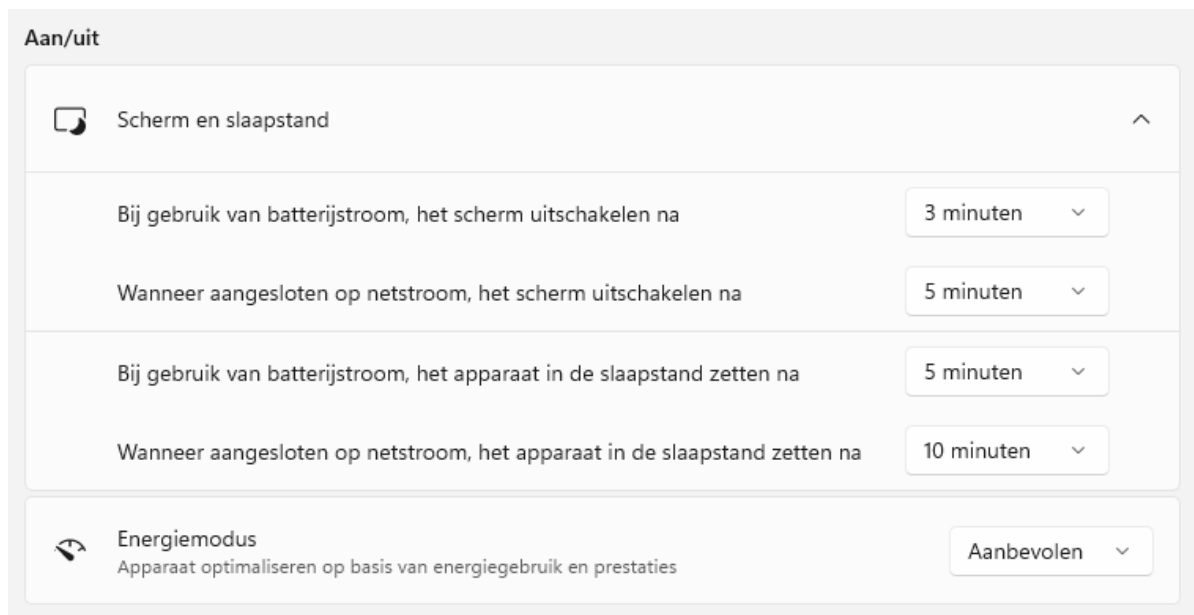 Aan/uit
Scherm en slaapstand
Bij gebruik van batterijstroom, het scherm uitschakelen na
3 minuten
Wanneer aangesloten op netstroom, het scherm uitschakelen na
5 minuten
Bij gebruik van batterijstroom, het apparaat in de slaapstand zetten na
5 minuten
Wanneer aangesloten op netstroom, het apparaat in de slaapstand zetten na
10 minuten
Energiemodus
Apparaat optimaliseren op basis van energiegebruik en prestaties
Aanbevolen